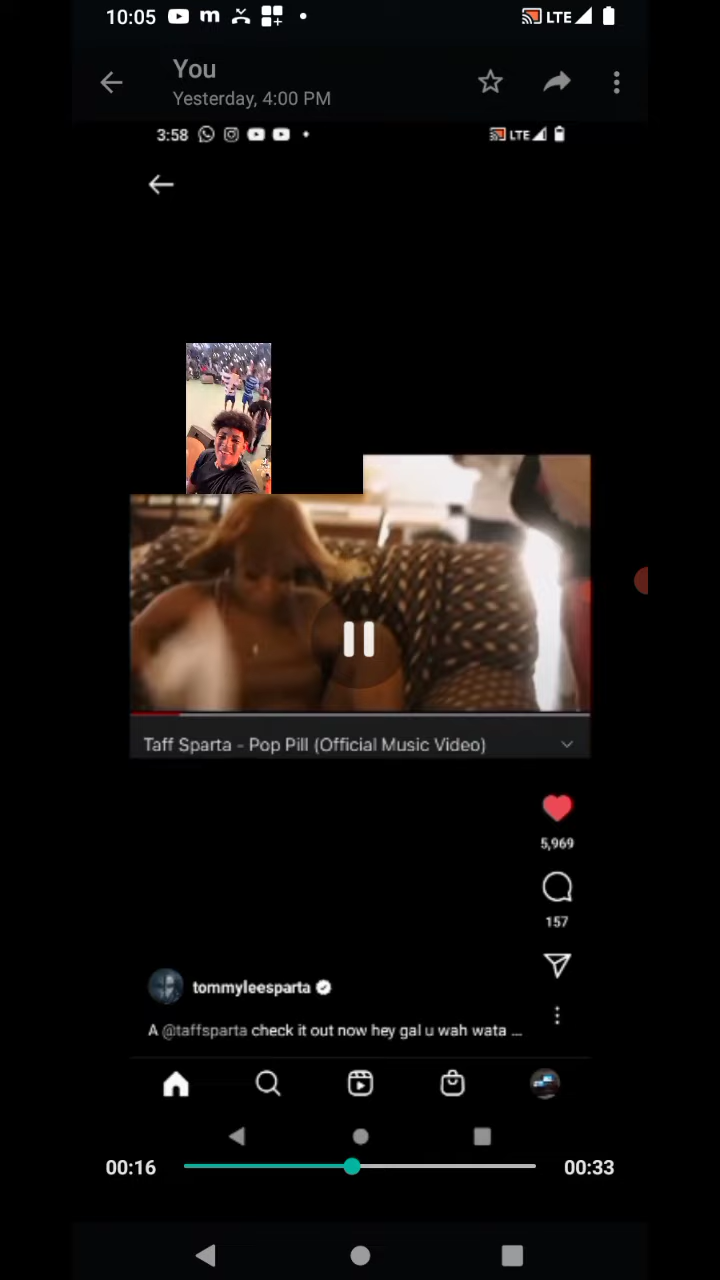 10:05
LTE
You
Yesterday, 4:00 PM
3:58
LTE
Taff Sparta - Pop Pill (Official Music Video)
5,969
157
tommyleesparta
A @taffsparta check it out now hey gal u wah wata ...
00:16
00:33